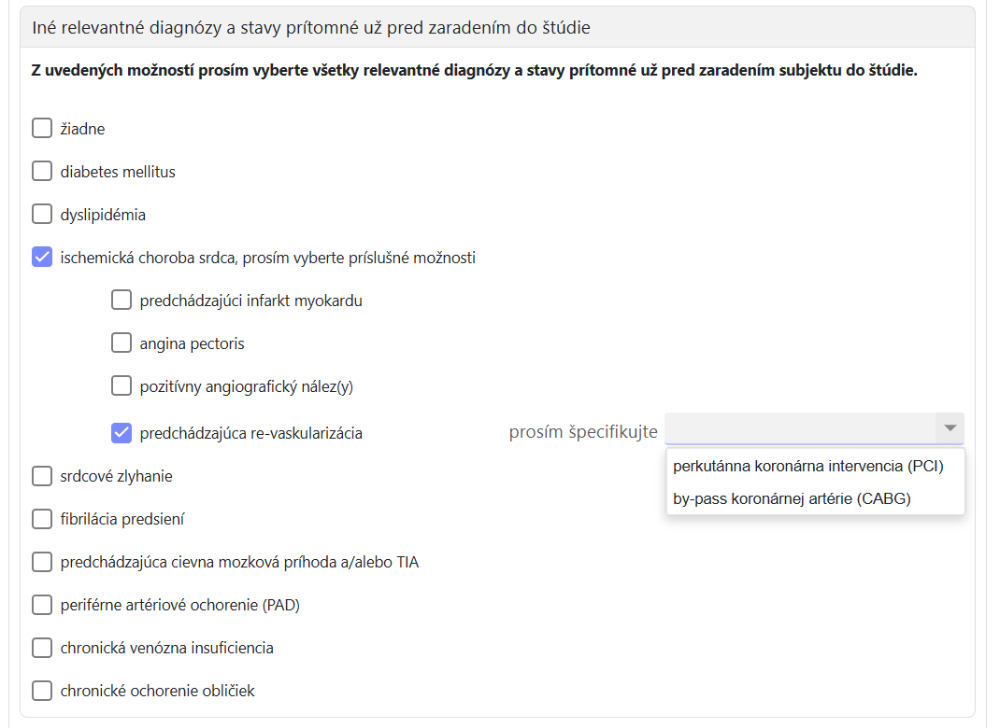 Iné relevantné diagnózy a stavy prítomné už pred zaradením do štúdie
Z uvedených možností prosím vyberte všetky relevantné diagnózy a stavy prítomné už pred zaradením subjektu do štúdie.
žiadne
diabetes mellitus
dyslipidémia
ischemická choroba srdca, prosím vyberte príslušné možnosti
predchádzajúci infarkt myokardu
angina pectoris
pozitívny angiografický nález(y)
predchádzajúca re-vaskularizácia
prosím špecifikujte
perkutánna koronárna intervencia (PCI)
by-pass koronárnej artérie (CABG)
srdcové zlyhanie
fibrilácia predsiení
predchádzajúca cievna mozková príhoda a/alebo TIA
periférne artériové ochorenie (PAD)
chronická venózna insuficiencia
chronické ochorenie obličiek